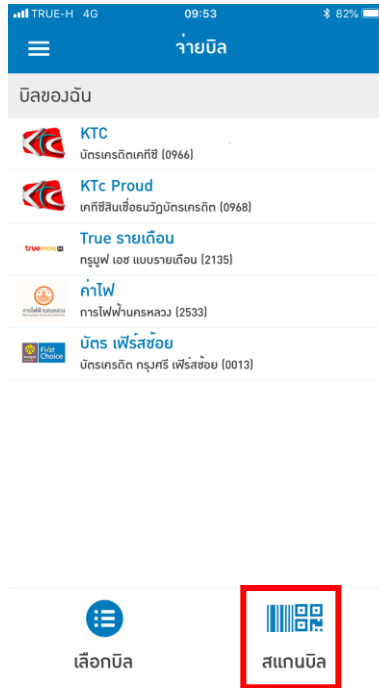 TRUE-H 4G 09:53 82%
จ่ายบิล
บิลของฉัน
KTC
บัตรเครดิตเคทีซี (0966)
KTc Proud
เคทีซีสินเชื่อธนวัฏบัตรเครดิต (0968)
True รายเดือน
ทรูมูฟ เอช แบบรายเดือน (2135)
truemove H
ค่าไฟ
การไฟฟ้านครหลวง (2533)
การไฟฟ้านครหลวง
บัตร เฟิร์สช้อย
บัตรเครดิต กรุงศรี เฟิร์สช้อย (0013)
First
Choice
เลือกบิล
สแกนบิล